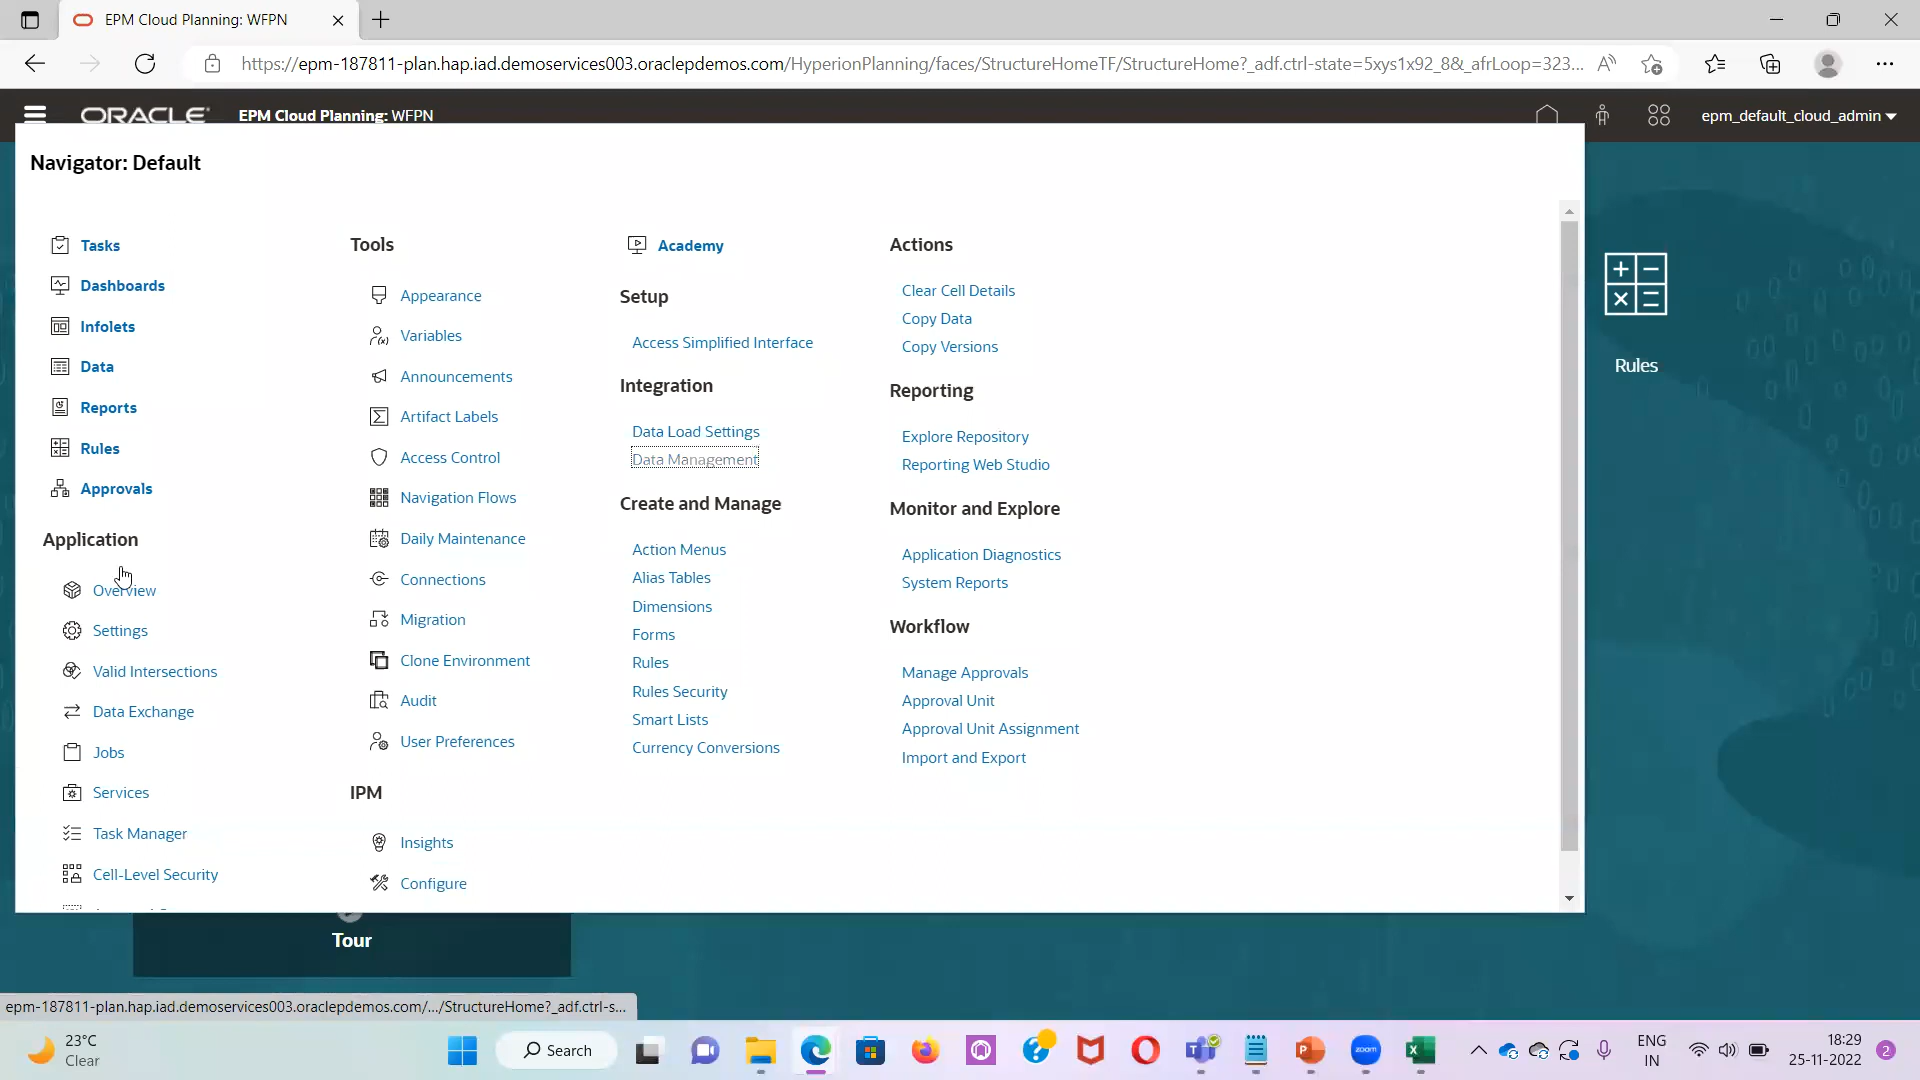 EPM Cloud Planning: WFPN
https://epm-187811-plan.hap.iad.demoservices003.oraclepdemos.com/HyperionPlanning/faces/StructureHomeTF/StructureHome?_adf.ctrl-state=5xys1x92_8&_afrLoop=323...
ORACLE EPM Cloud Planning: WFPN epm_default_cloud_admin
Navigator: Default
Tasks
Dashboards
Infolets
Data
Reports
Rules
Approvals
Application
Overview
Settings
Valid Intersections
Data Exchange
Jobs
Services
Task Manager
Cell-Level Security
Tools
Appearance
Variables
Announcements
Artifact Labels
Access Control
Navigation Flows
Daily Maintenance
Connections
Migration
Clone Environment
Audit
User Preferences
IPM
Insights
Configure
Academy
Setup
Access Simplified Interface
Integration
Data Load Settings
Data Management
Create and Manage
Action Menus
Alias Tables
Dimensions
Forms
Rules
Rules Security
Smart Lists
Currency Conversions
Actions
Clear Cell Details
Copy Data
Copy Versions
Reporting
Explore Repository
Reporting Web Studio
Monitor and Explore
Application Diagnostics
System Reports
Workflow
Manage Approvals
Approval Unit
Approval Unit Assignment
Import and Export
Rules
Tour
epm-187811-plan.hap.iad.demoservices003.oraclepdemos.com/.../StructureHome?_adf.ctrl-s...
23°C
Clear
Search
zoom
ENG
IN
18:29
25-11-2022
2